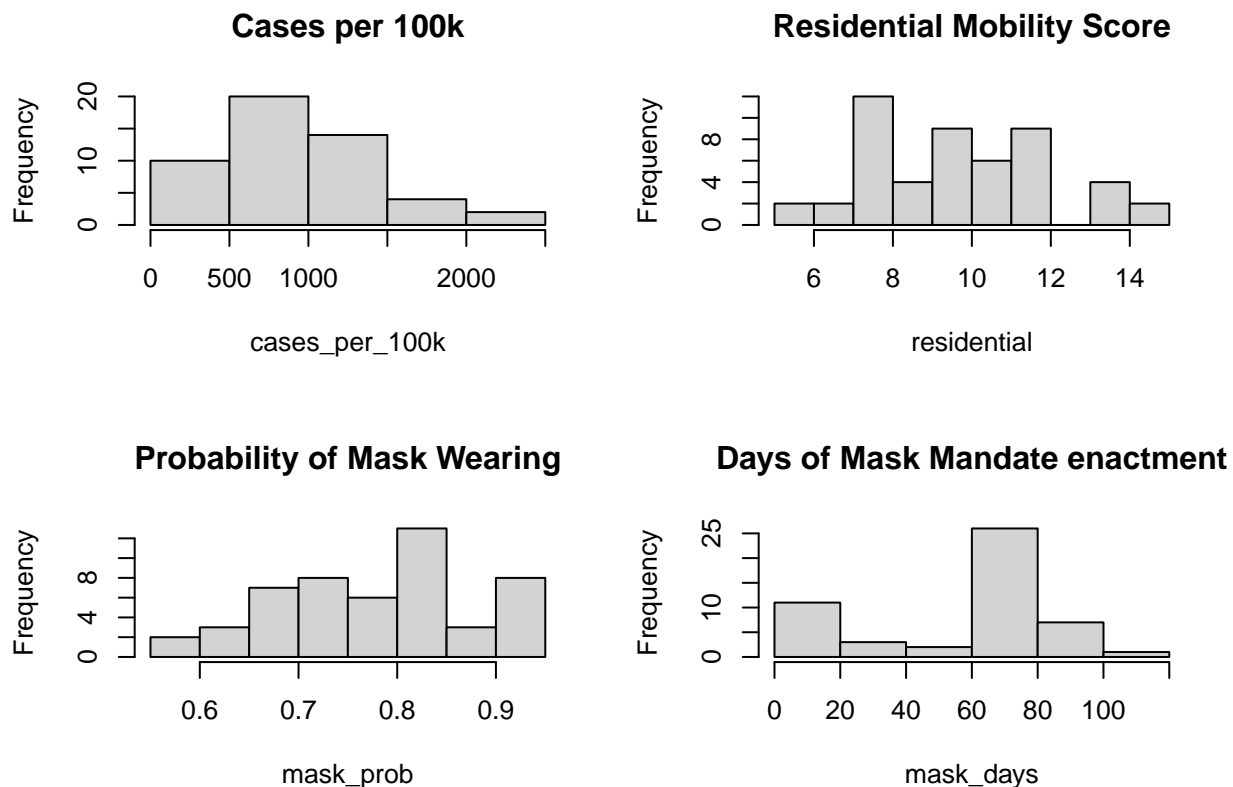 Cases per 100k
Frequency
0 10 20
0 500 1000 2000
cases_per_100k
Residential Mobility Score
Frequency
0 4 8
6 8 10 12 14
residential
Probability of Mask Wearing
Frequency
0 4 8
0.6 0.7 0.8 0.9
mask_prob
Days of Mask Mandate enactment
Frequency
0 10 25
0 20 40 60 80 100
mask_days